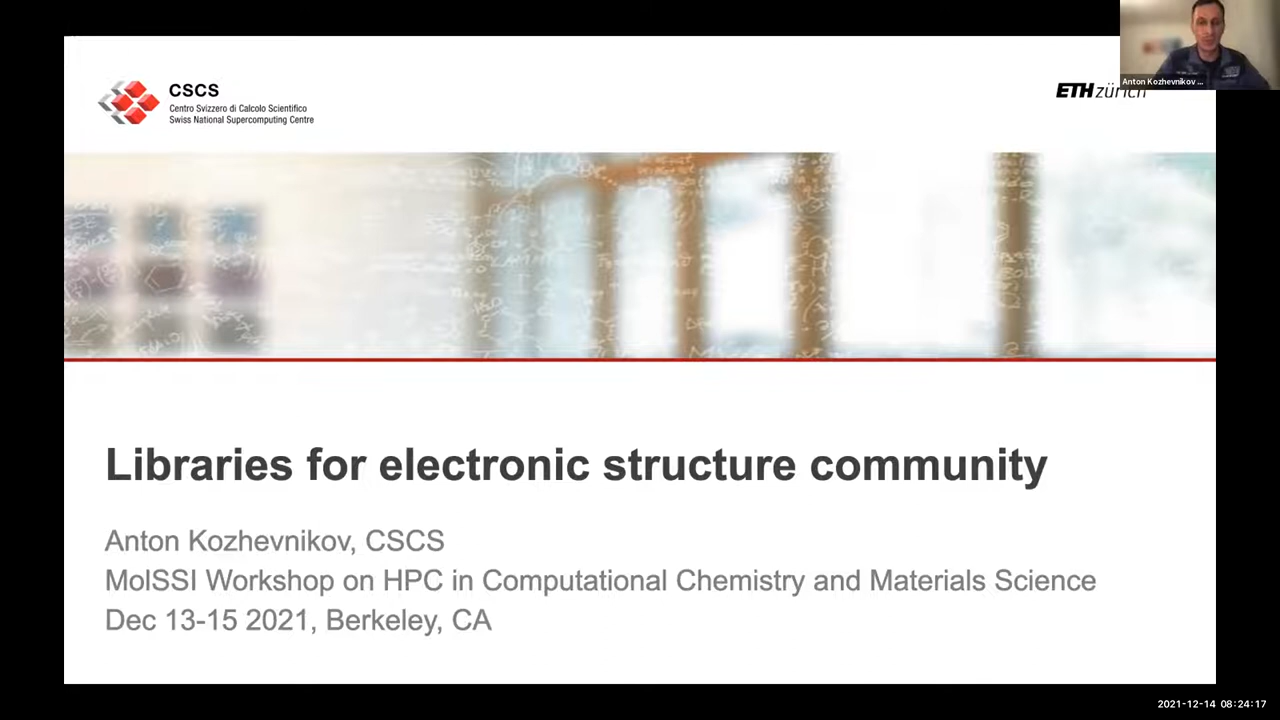 CSCS
Centro Svizzero di Calcolo Scientifico
Swiss National Supercomputing Centre
ETH zürich
Anton Kozhevnikov ...
Libraries for electronic structure community
Anton Kozhevnikov, CSCS
MolSSI Workshop on HPC in Computational Chemistry and Materials Science
Dec 13-15 2021, Berkeley, CA
2021-12-14 08:24:17